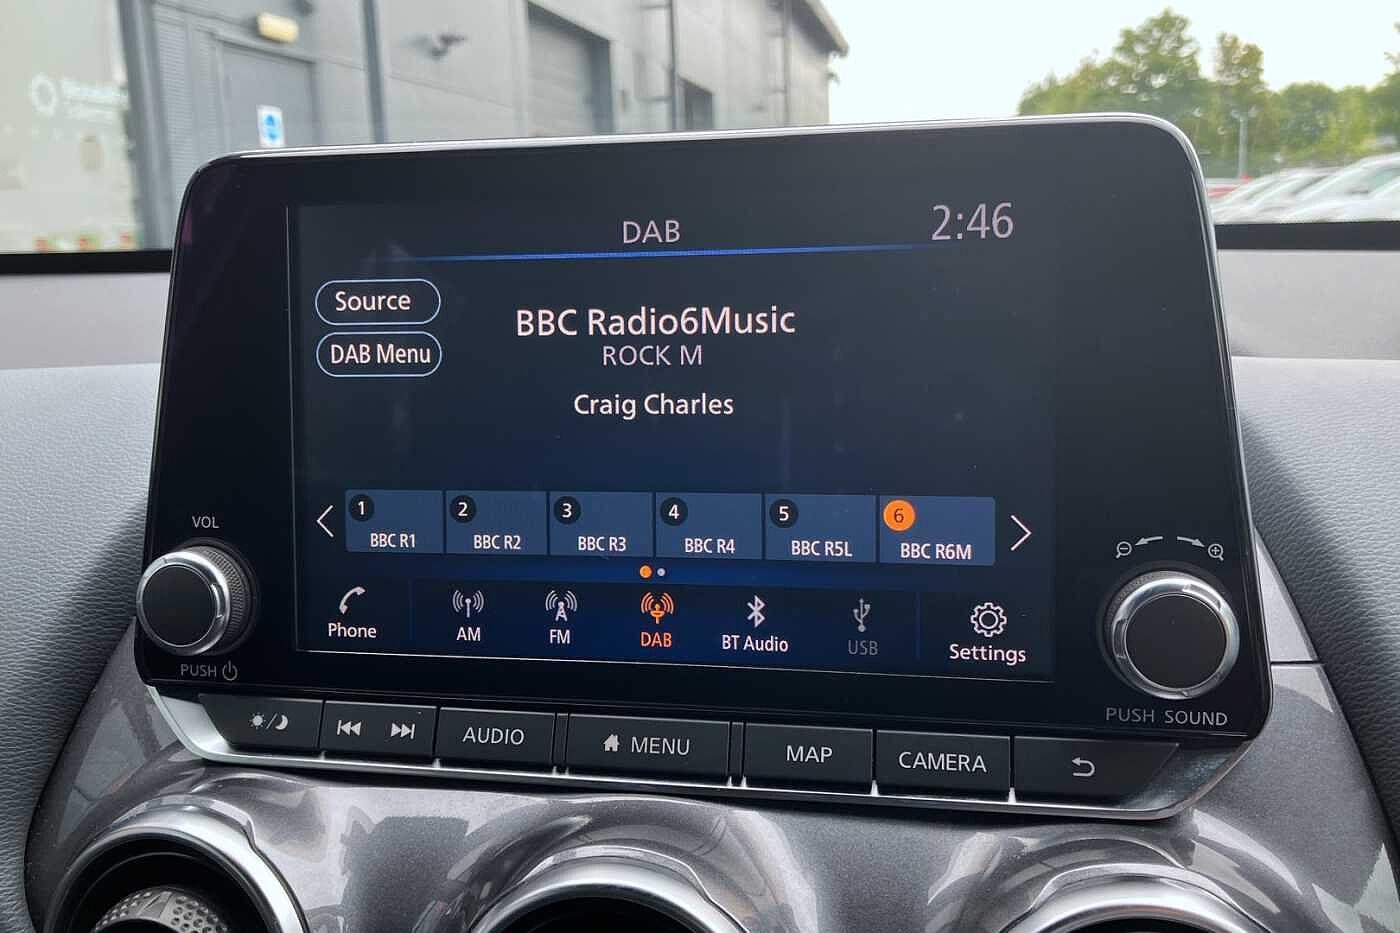 DAB
2:46
Source
BBC Radio6Music
DAB Menu
ROCK M
Craig Charles
1
2
3
4
5
6
BBC R1
BBC R2
BBC R3
BBC R4
BBC R5L
BBC R6M
VOL
Phone
AM
FM
DAB
BT Audio
USB
Settings
PUSH
PUSH SOUND
AUDIO
MENU
MAP
CAMERA